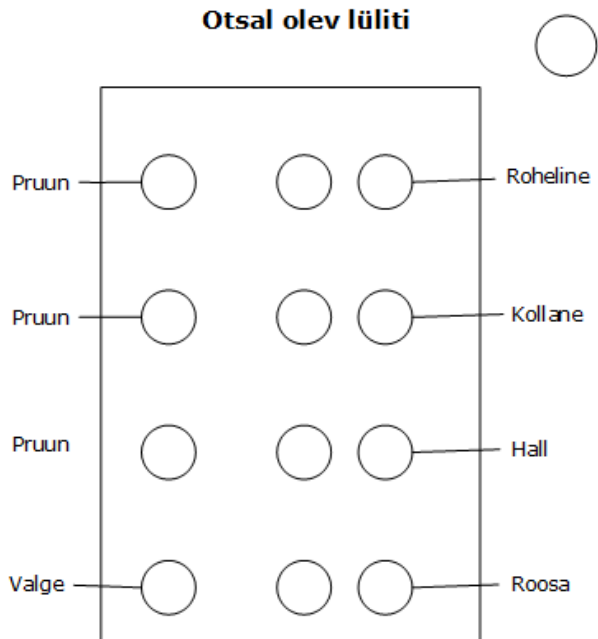 Otsal olev lüliti
Pruun
Roheline
Pruun
Kollane
Pruun
Hall
Valge
Roosa